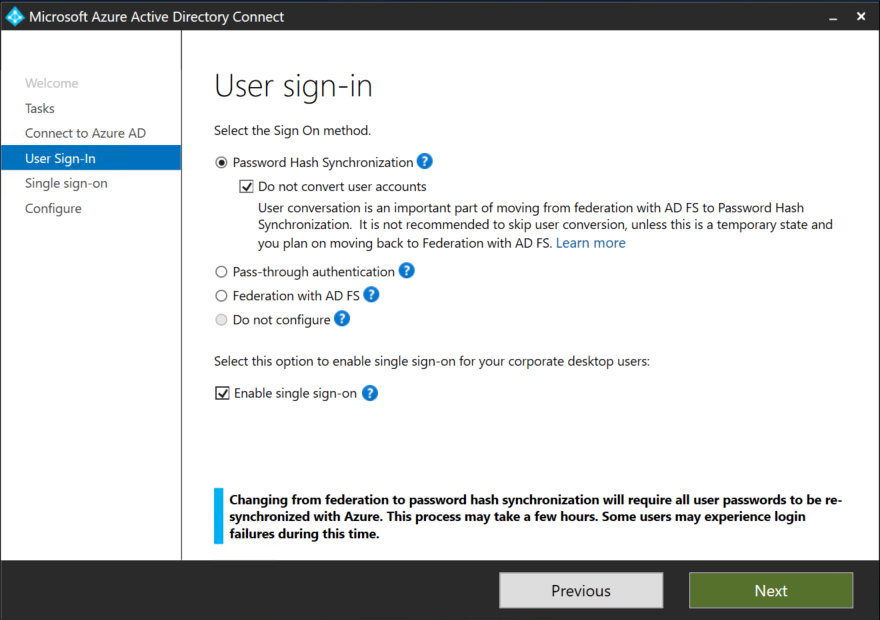 Microsoft Azure Active Directory Connect
Welcome
Tasks
Connect to Azure AD
User Sign-In
Single sign-on
Configure
User sign-in
Select the Sign On method.
Password Hash Synchronization ?
Do not convert user accounts
User conversation is an important part of moving from federation with AD FS to Password Hash
Synchronization. It is not recommended to skip user conversion, unless this is a temporary state and
you plan on moving back to Federation with AD FS. Learn more
Pass-through authentication ?
Federation with AD FS ?
Do not configure ?
Select this option to enable single sign-on for your corporate desktop users:
Enable single sign-on ?
Changing from federation to password hash synchronization will require all user passwords to be re-
synchronized with Azure. This process may take a few hours. Some users may experience login
failures during this time.
Previous
Next